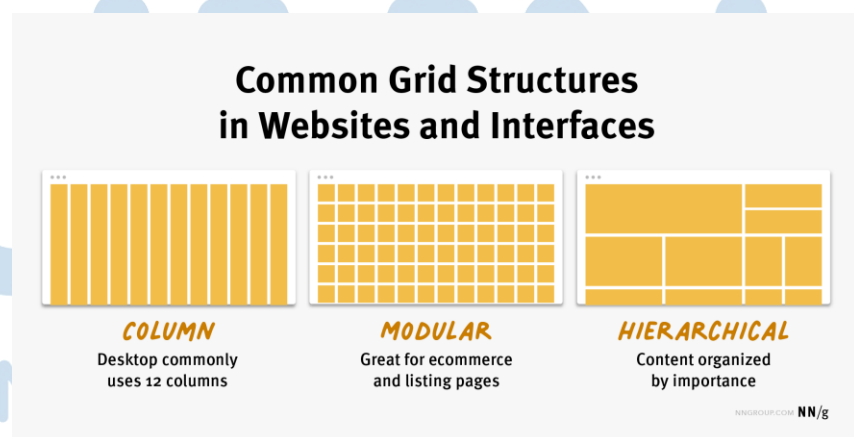 Common Grid Structures
in Websites and Interfaces
COLUMN
Desktop commonly
uses 12 columns
MODULAR
Great for ecommerce
and listing pages
HIERARCHICAL
Content organized
by importance
NNGROUP.COM NN/g